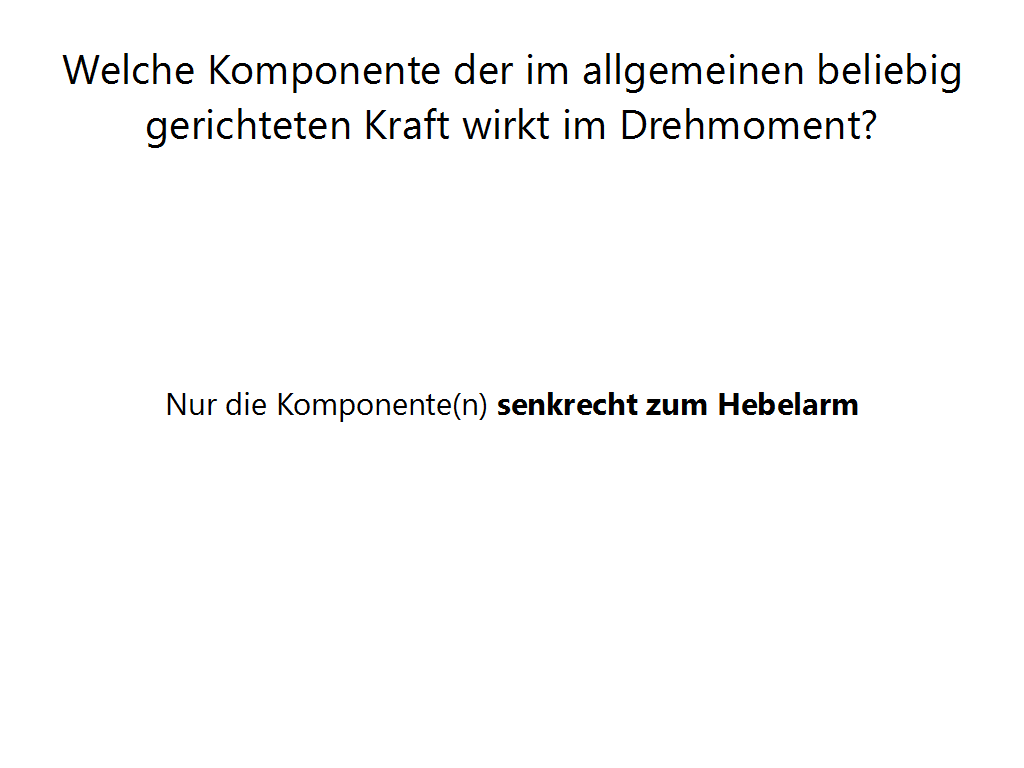 Welche Komponente der im allgemeinen beliebig
gerichteten Kraft wirkt im Drehmoment?
Nur die Komponente(n) senkrecht zum Hebelarm